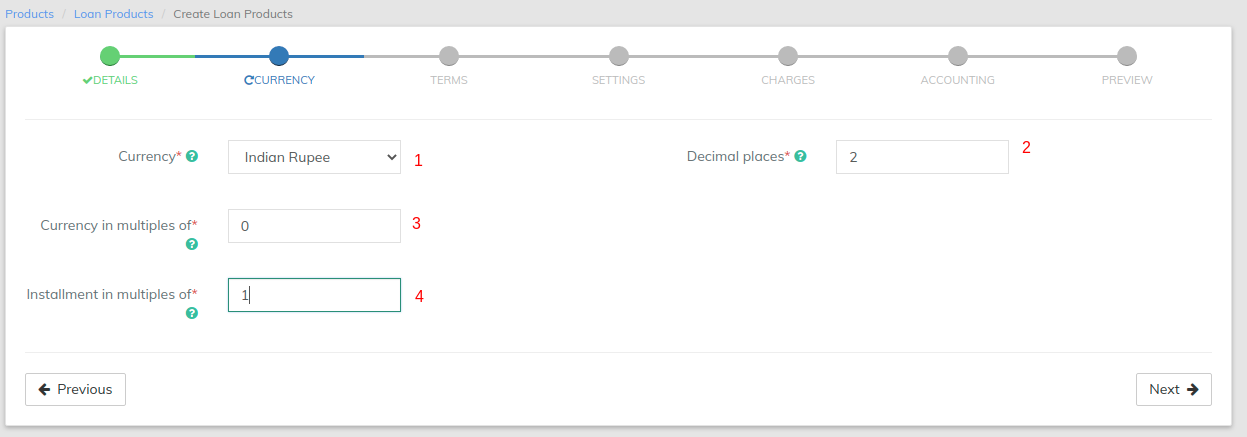 Products / Loan Products / Create Loan Products
DETAILS CURRENCY TERMS SETTINGS CHARGES ACCOUNTING PREVIEW
Currency* ? Indian Rupee 1 Decimal places* ? 2 2
Currency in multiples of* 0 3
?
Installment in multiples of* 1 4
?
Previous Next